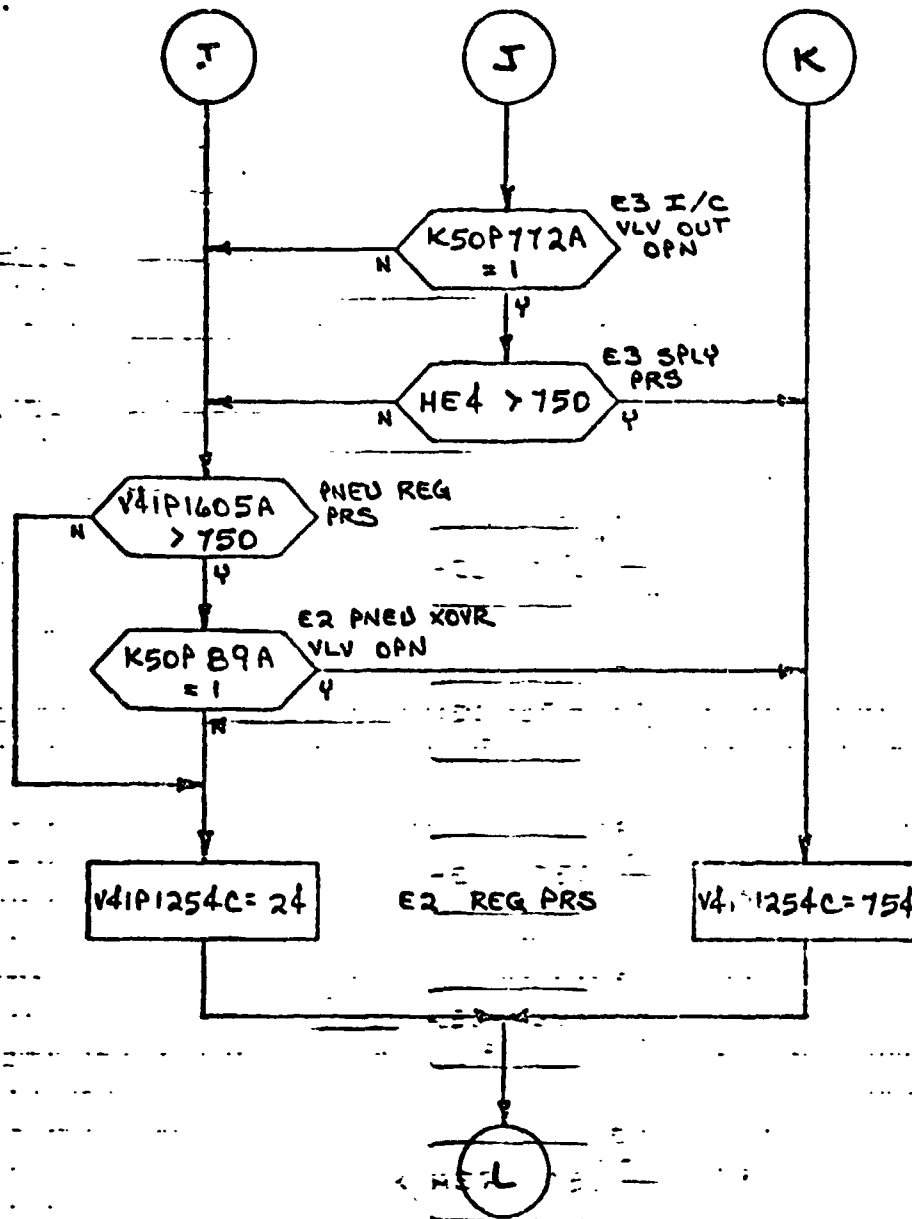 J
K
E3 I/C
VLV OUT
OPN
K50P772A
= 1
N
Y
E3 SPLY
PRS
HE4 > 750
N
Y
V41P1605A
> 750
PNEU REG
PRS
N
Y
E2 PNEU XOVR
VLV OPN
K50P89A
= 1
Y
N
V41P1254C = 24
E2 REG PRS
1254C = 754
L